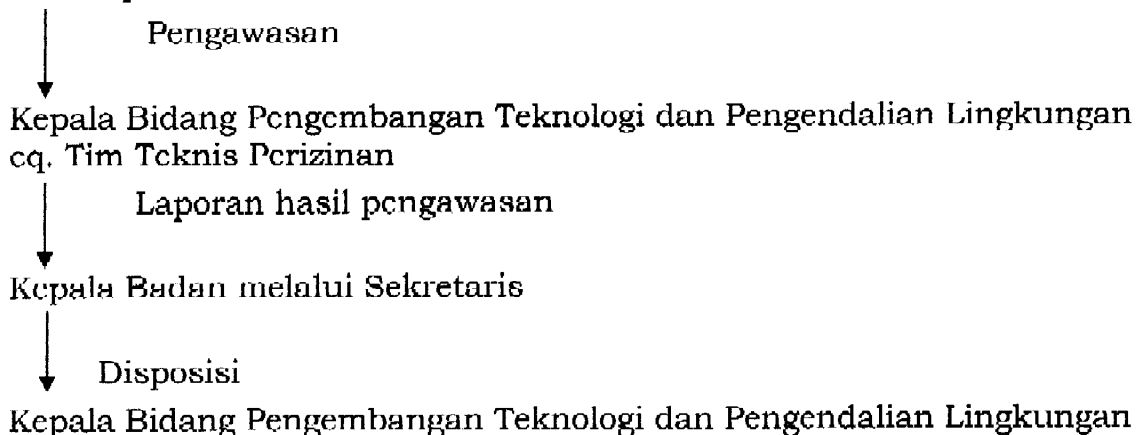 Pengawasan
Kepala Bidang Pengembangan Teknologi dan Pengendalian Lingkungan
cq. Tim Teknis Perizinan
Laporan hasil pengawasan
Kepala Badan melalui Sekretaris
Disposisi
Kepala Bidang Pengembangan Teknologi dan Pengendalian Lingkungan